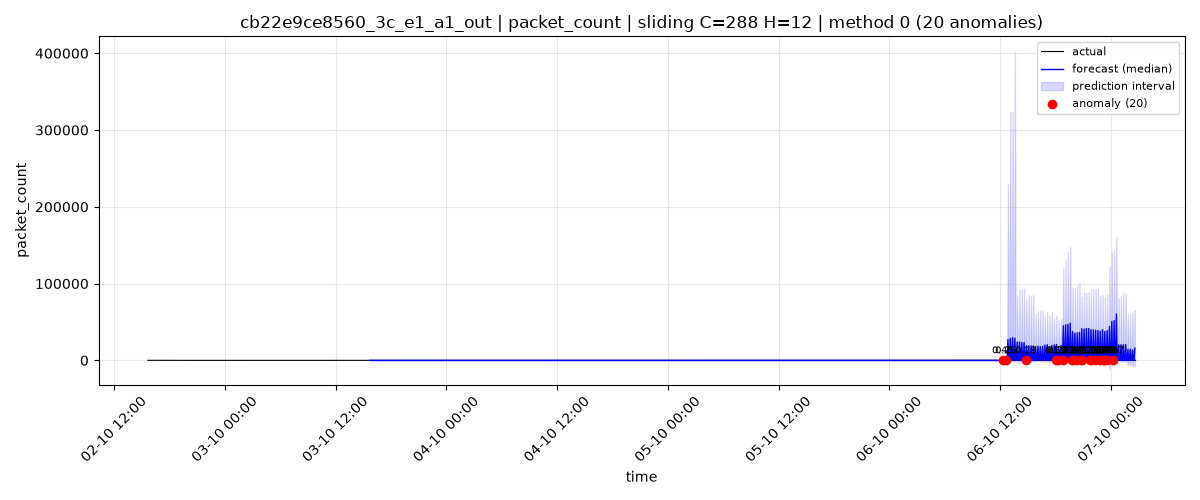 cb22e9ce8560_3c_e1_a1_out | packet_count | sliding C=288 H=12 | method 0 (20 anomalies)
actual
forecast (median)
prediction interval
anomaly (20)
packet_count
400000
300000
200000
100000
0
02-10 12:00
03-10 00:00
03-10 12:00
04-10 00:00
04-10 12:00
05-10 00:00
05-10 12:00
06-10 00:00
06-10 12:00
07-10 00:00
time